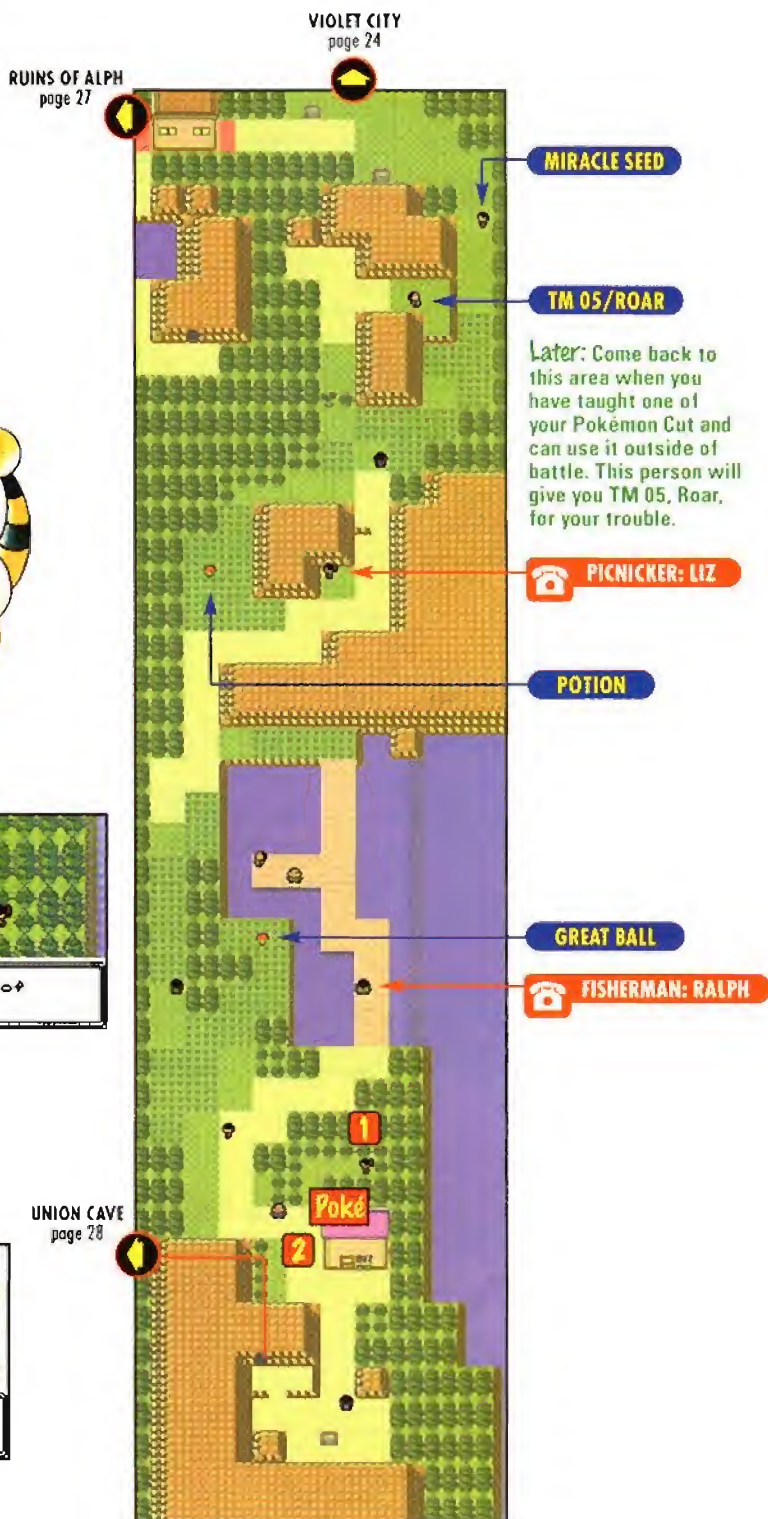 VIOLET CITY
page 24
RUINS OF ALPH
page 27
MIRACLE SEED
TM 05/ROAR
Later: Come back to
this area when you
have taught one of
your Pokémon Cut and
can use it outside of
battle. This person will
give you TM 05, Roar,
for your trouble.
PICNICKER: LIZ
POTION
GREAT BALL
FISHERMAN: RALPH
1
Poké
2
UNION CAVE
page 28